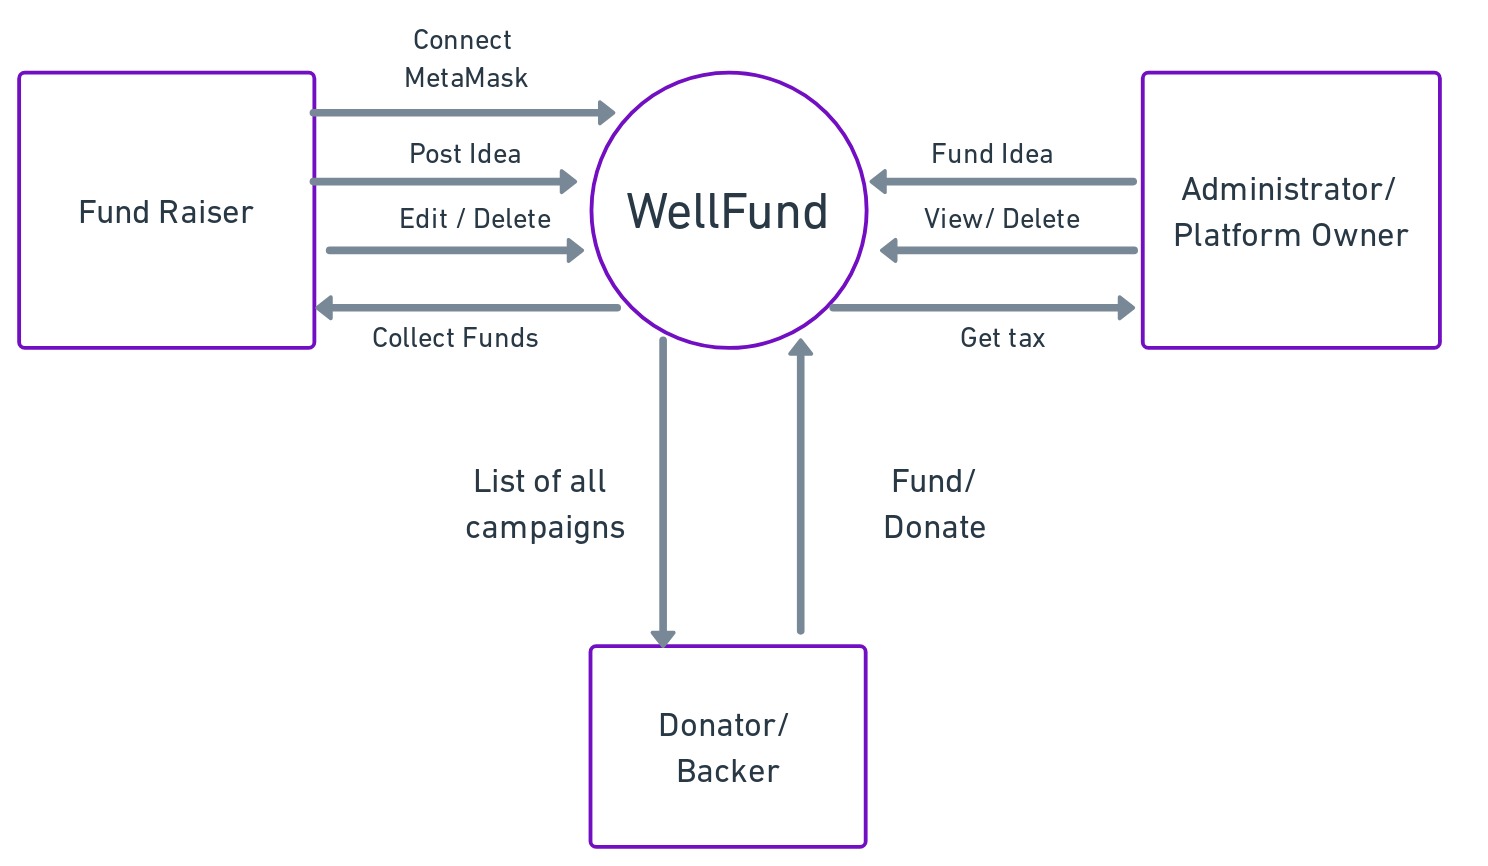 Connect
MetaMask
Post Idea
Fund Idea
Fund Raiser
WellFund
Administrator/
Platform Owner
Edit / Delete
View/ Delete
Collect Funds
Get tax
List of all
campaigns
Fund/
Donate
Donator/
Backer